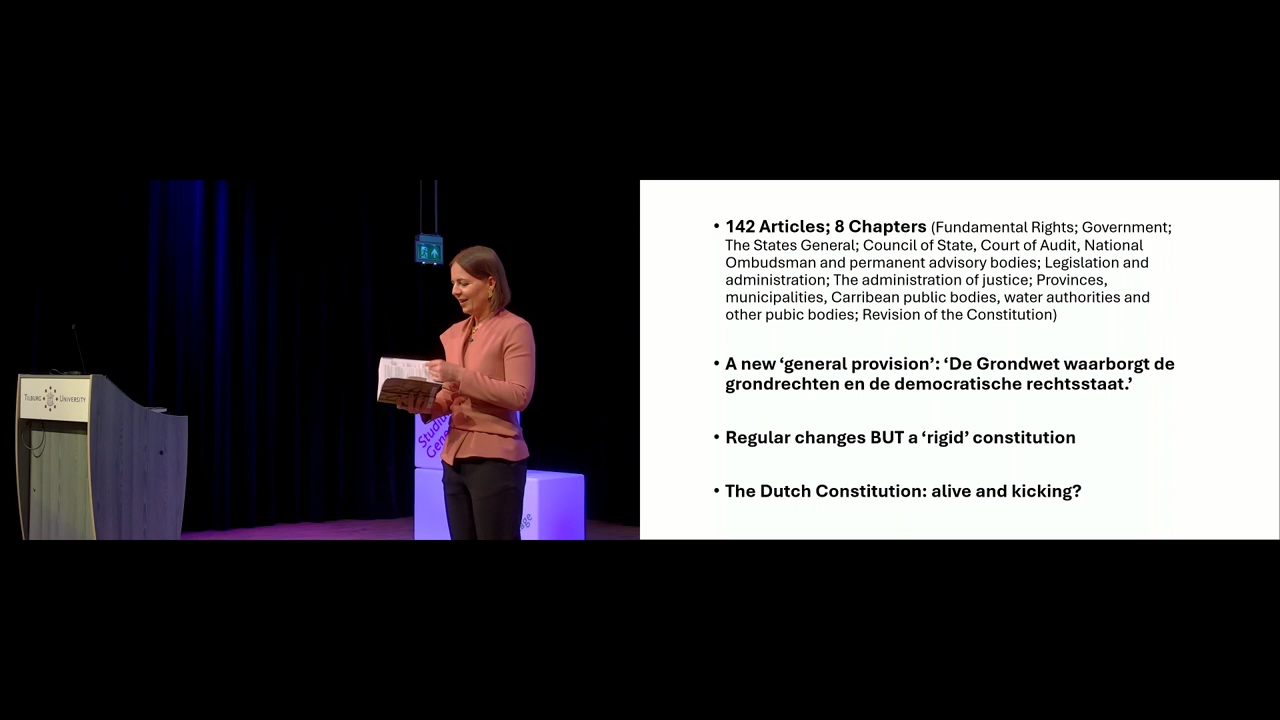 TILBURG UNIVERSITY
Studium
Gene
age
• 142 Articles; 8 Chapters (Fundamental Rights; Government;
The States General; Council of State, Court of Audit, National
Ombudsman and permanent advisory bodies; Legislation and
administration; The administration of justice; Provinces,
municipalities, Carribean public bodies, water authorities and
other pubic bodies; Revision of the Constitution)
• A new ‘general provision’: ‘De Grondwet waarborgt de
grondrechten en de democratische rechtsstaat.’
• Regular changes BUT a ‘rigid’ constitution
• The Dutch Constitution: alive and kicking?